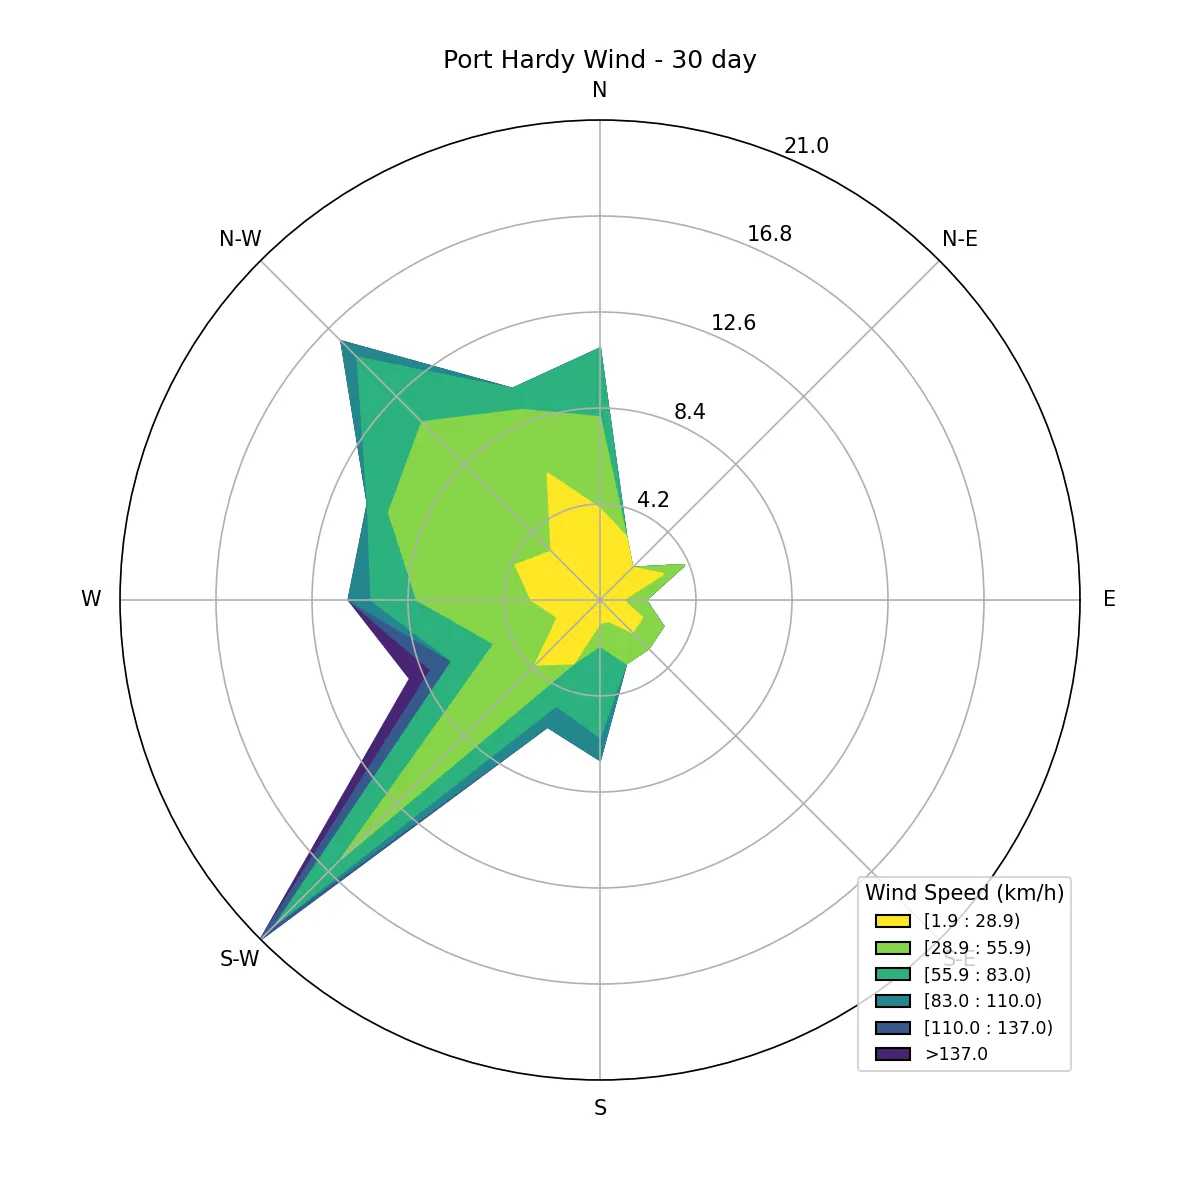 Port Hardy Wind - 30 day
N
21.0
N-W
N-E
16.8
12.6
8.4
4.2
W
E
S-W
S-E
S
Wind Speed (km/h)
[1.9 : 28.9)
[28.9 : 55.9)
[55.9 : 83.0)
[83.0 : 110.0)
[110.0 : 137.0)
>137.0